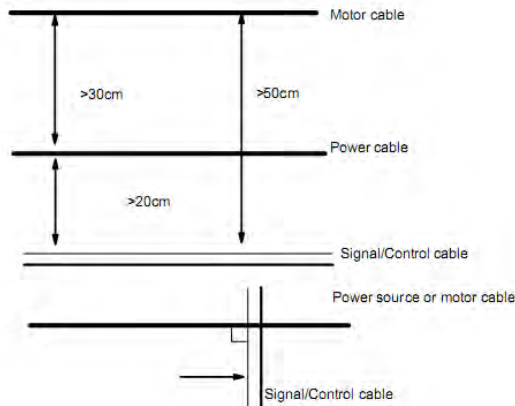 Motor cable
>30cm
>50cm
Power cable
>20cm
Signal/Control cable
Power source or motor cable
Signal/Control cable